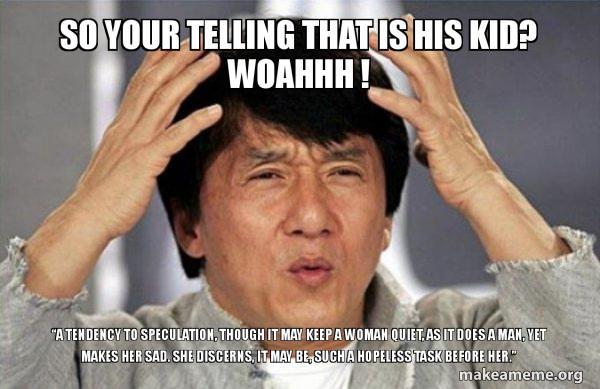 SO YOUR TELLING THAT IS HIS KID?
WOAHHH !
"A TENDENCY TO SPECULATION, THOUGH IT MAY KEEP A WOMAN QUIET, AS IT DOES A MAN, YET
MAKES HER SAD. SHE DISCERNS, IT MAY BE, SUCH A HOPELESS TASK BEFORE HER."
makeameme.org